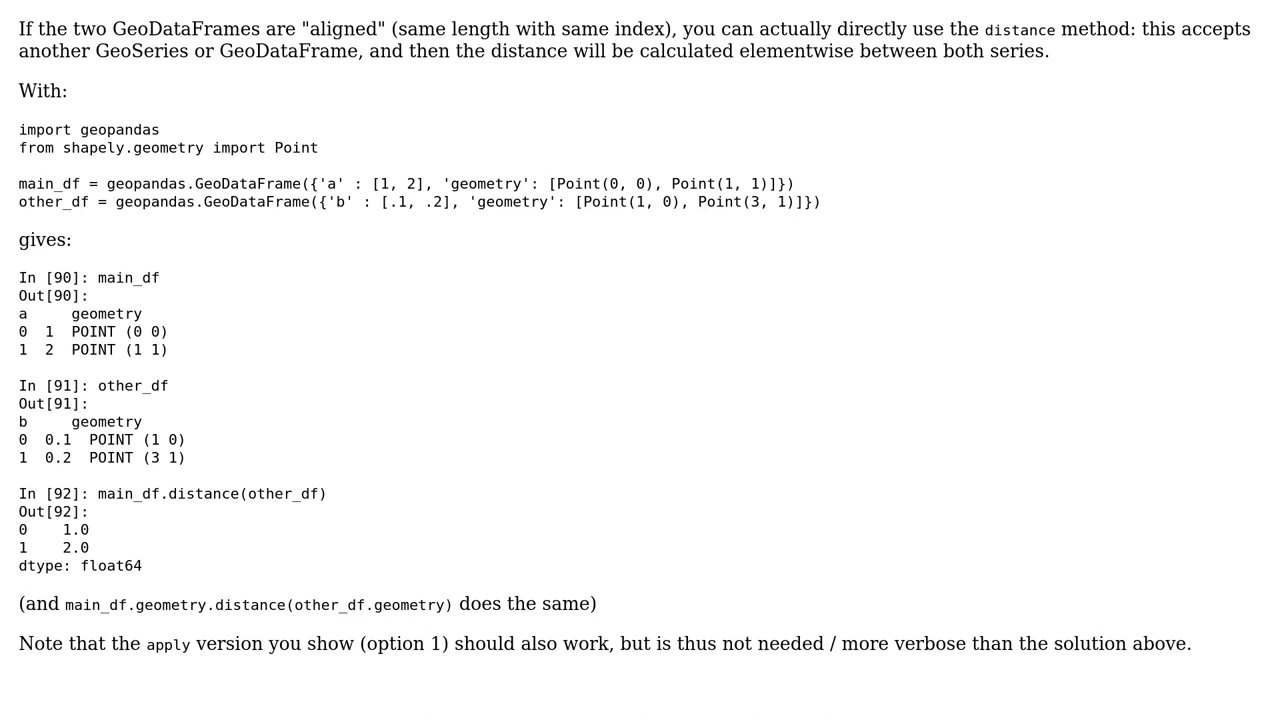 If the two GeoDataFrames are "aligned" (same length with same index), you can actually directly use the distance method: this accepts
another GeoSeries or GeoDataFrame, and then the distance will be calculated elementwise between both series.
With:
import geopandas
from shapely.geometry import Point
main_df = geopandas.GeoDataFrame({'a' : [1, 2], 'geometry': [Point(0, 0), Point(1, 1)]})
other_df = geopandas.GeoDataFrame({'b' : [.1, .2], 'geometry': [Point(1, 0), Point(3, 1)]})
gives:
In [90]: main_df
Out[90]:
a     geometry
0  1  POINT (0 0)
1  2  POINT (1 1)
In [91]: other_df
Out[91]:
b     geometry
0  0.1  POINT (1 0)
1  0.2  POINT (3 1)
In [92]: main_df.distance(other_df)
Out[92]:
0    1.0
1    2.0
dtype: float64
(and main_df.geometry.distance(other_df.geometry) does the same)
Note that the apply version you show (option 1) should also work, but is thus not needed / more verbose than the solution above.